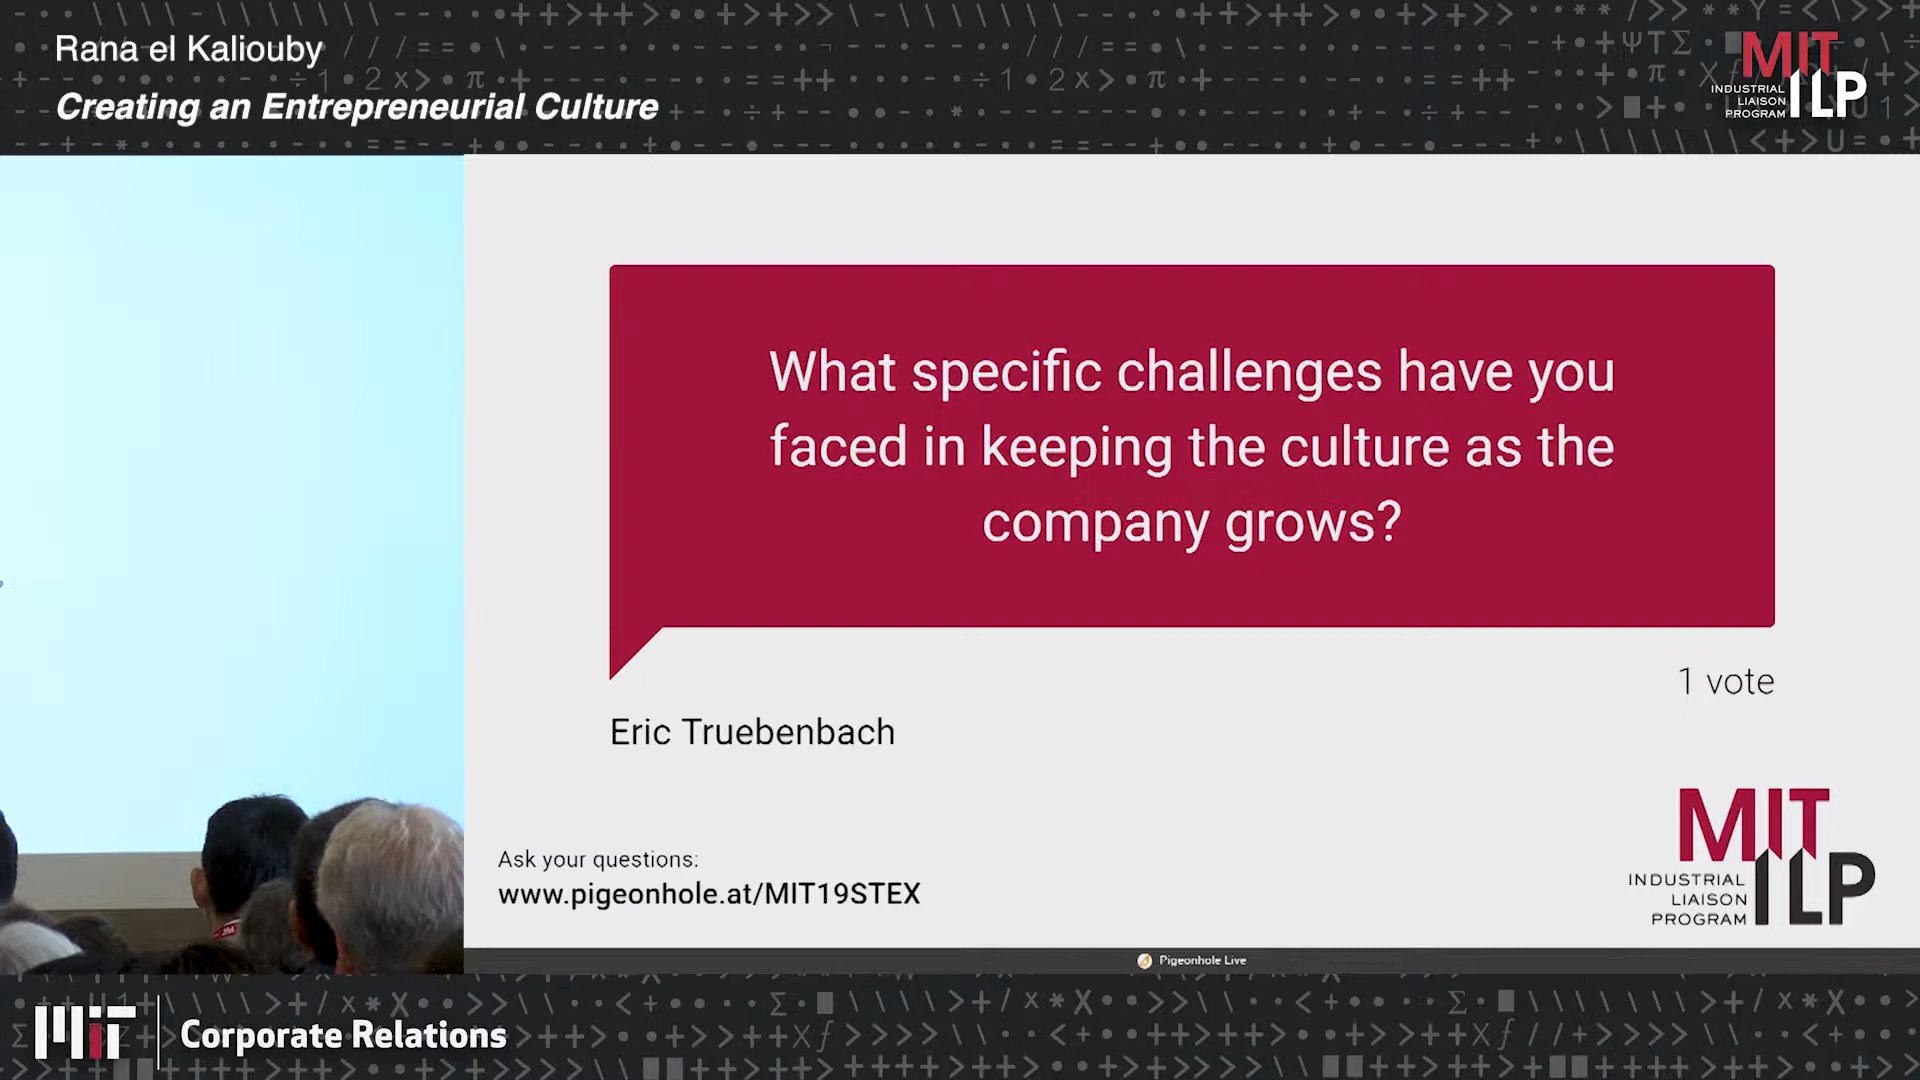 Rana el Kaliouby
Creating an Entrepreneurial Culture
MIT
INDUSTRIAL
LIAISON
PROGRAM
ILP
What specific challenges have you
faced in keeping the culture as the
company grows?
1 vote
Eric Truebenbach
Ask your questions:
www.pigeonhole.at/MIT19STEX
MIT
INDUSTRIAL
LIAISON
PROGRAM
ILP
Pigeonhole Live
MIT
Corporate Relations